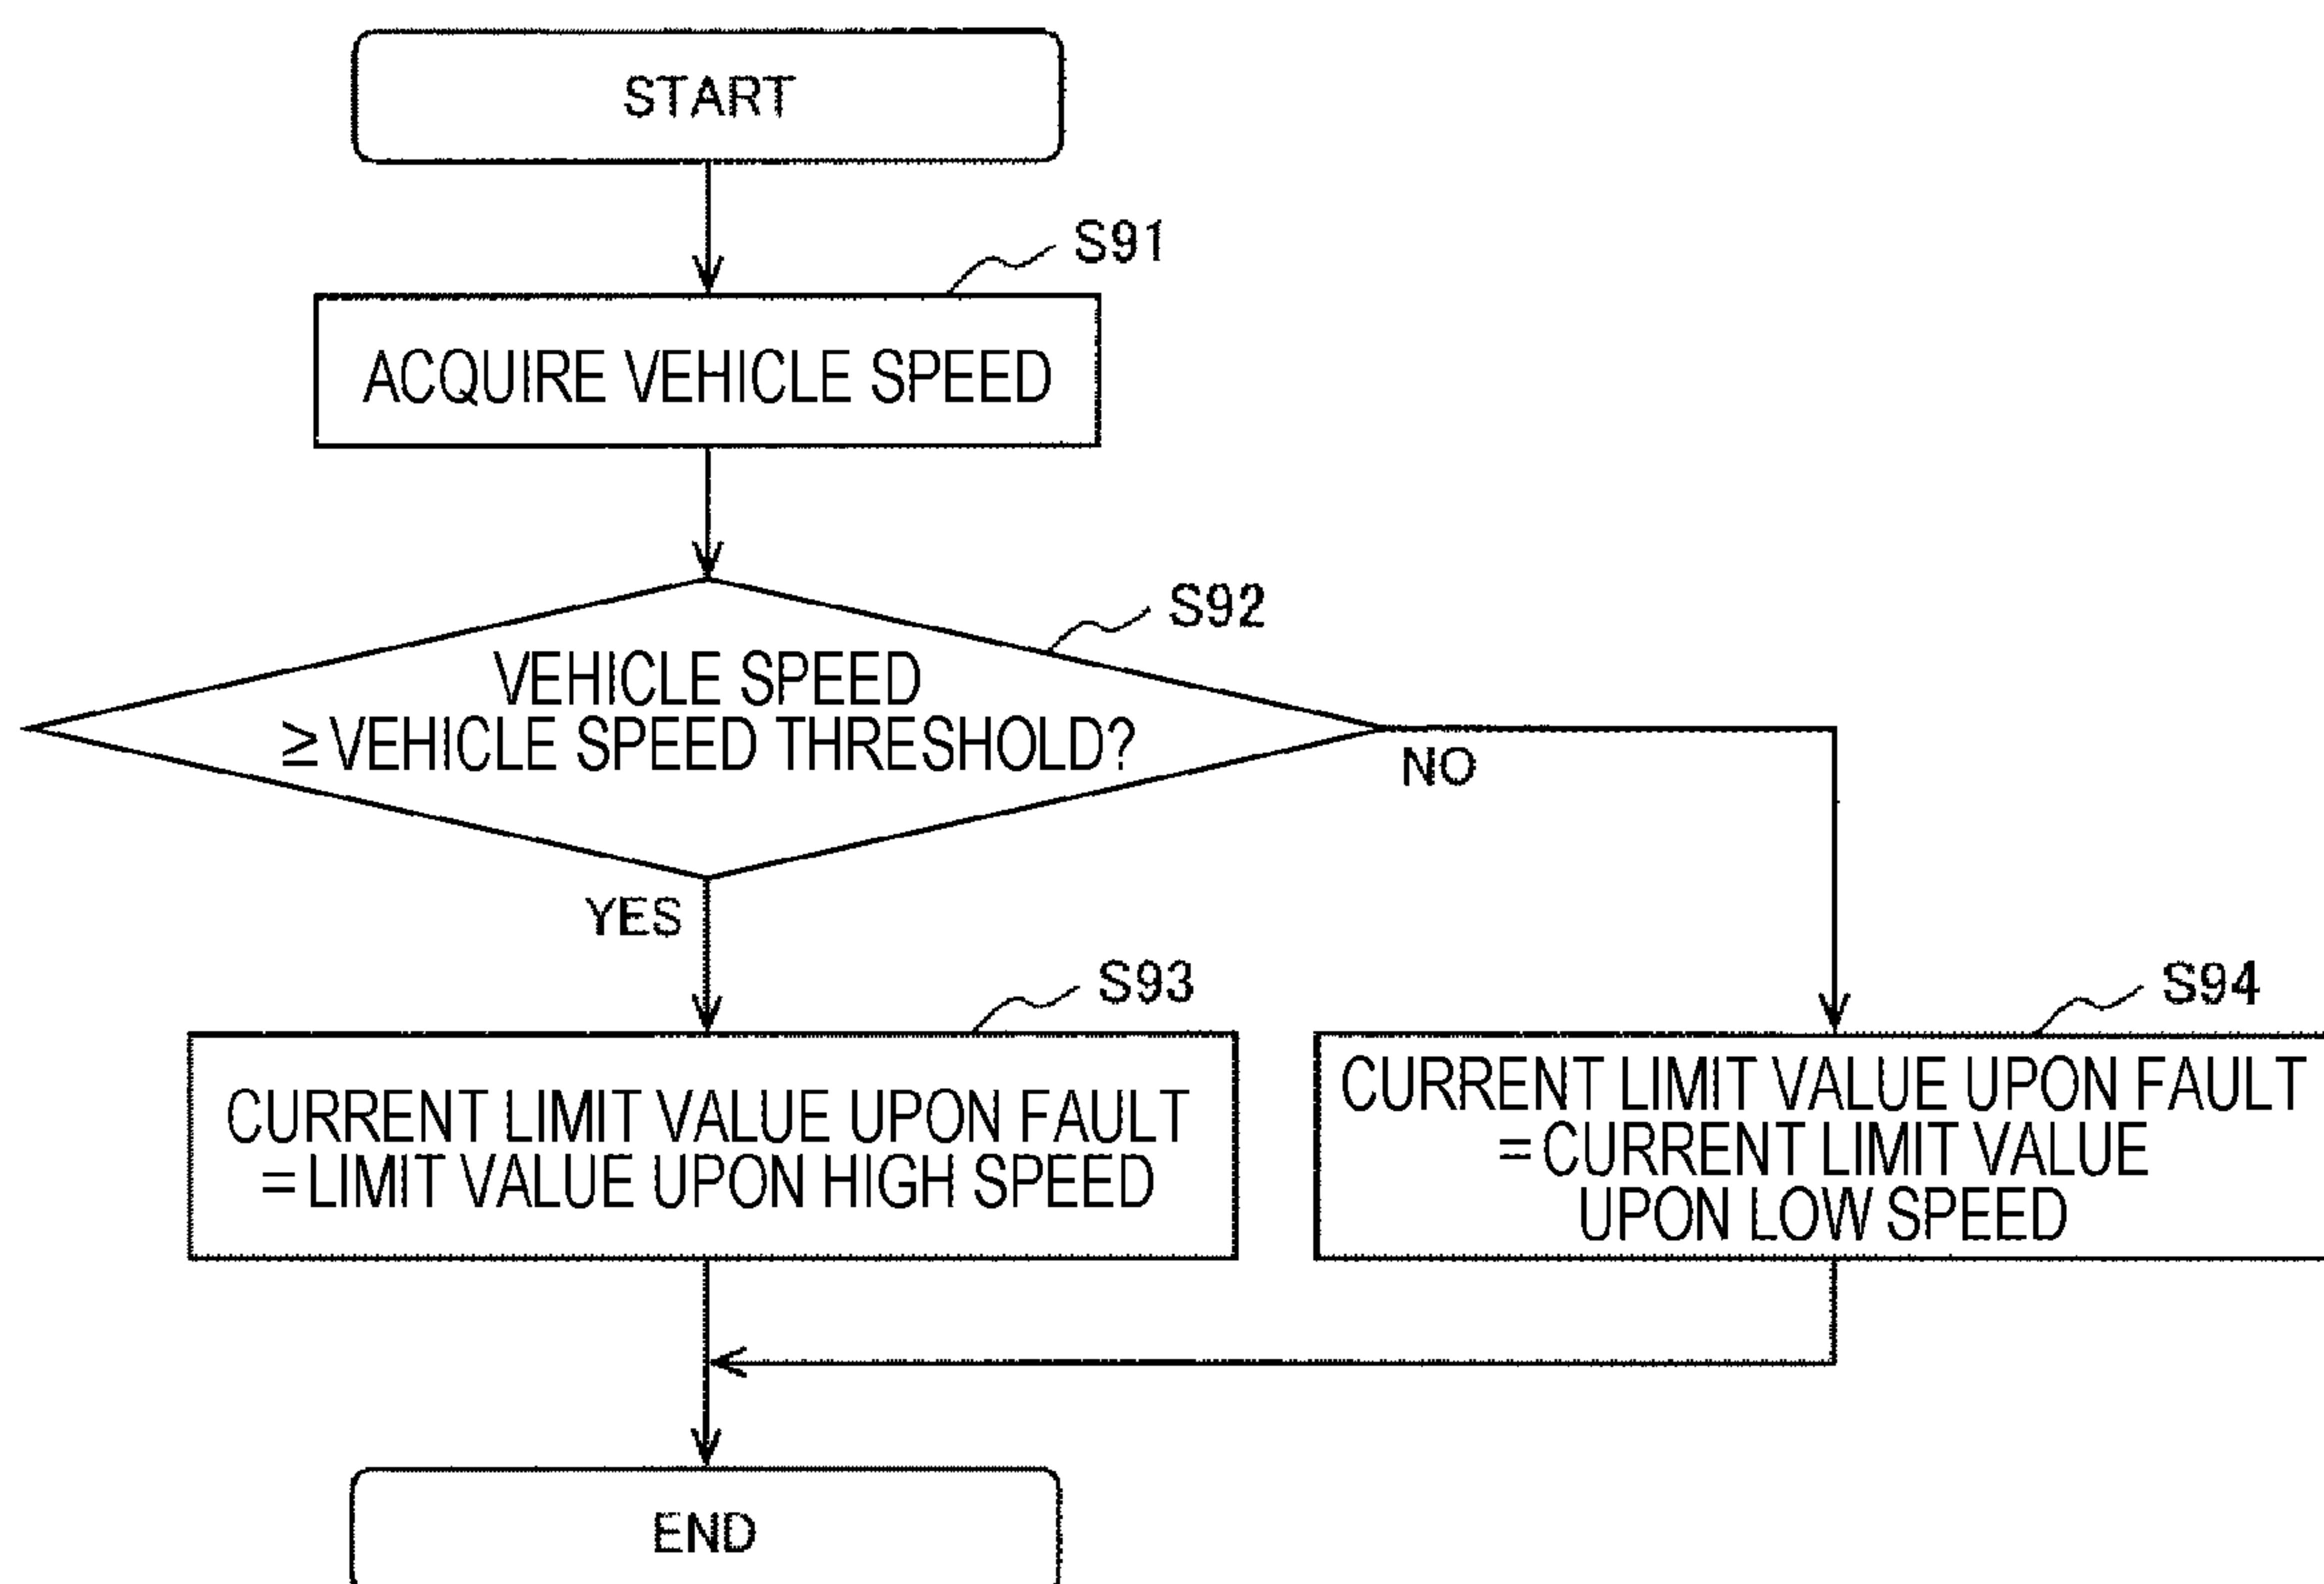 START
S91
ACQUIRE VEHICLE SPEED
S92
VEHICLE SPEED
≥ VEHICLE SPEED THRESHOLD?
NO
YES
S93
CURRENT LIMIT VALUE UPON FAULT
= LIMIT VALUE UPON HIGH SPEED
S94
CURRENT LIMIT VALUE UPON FAULT
= CURRENT LIMIT VALUE
UPON LOW SPEED
END